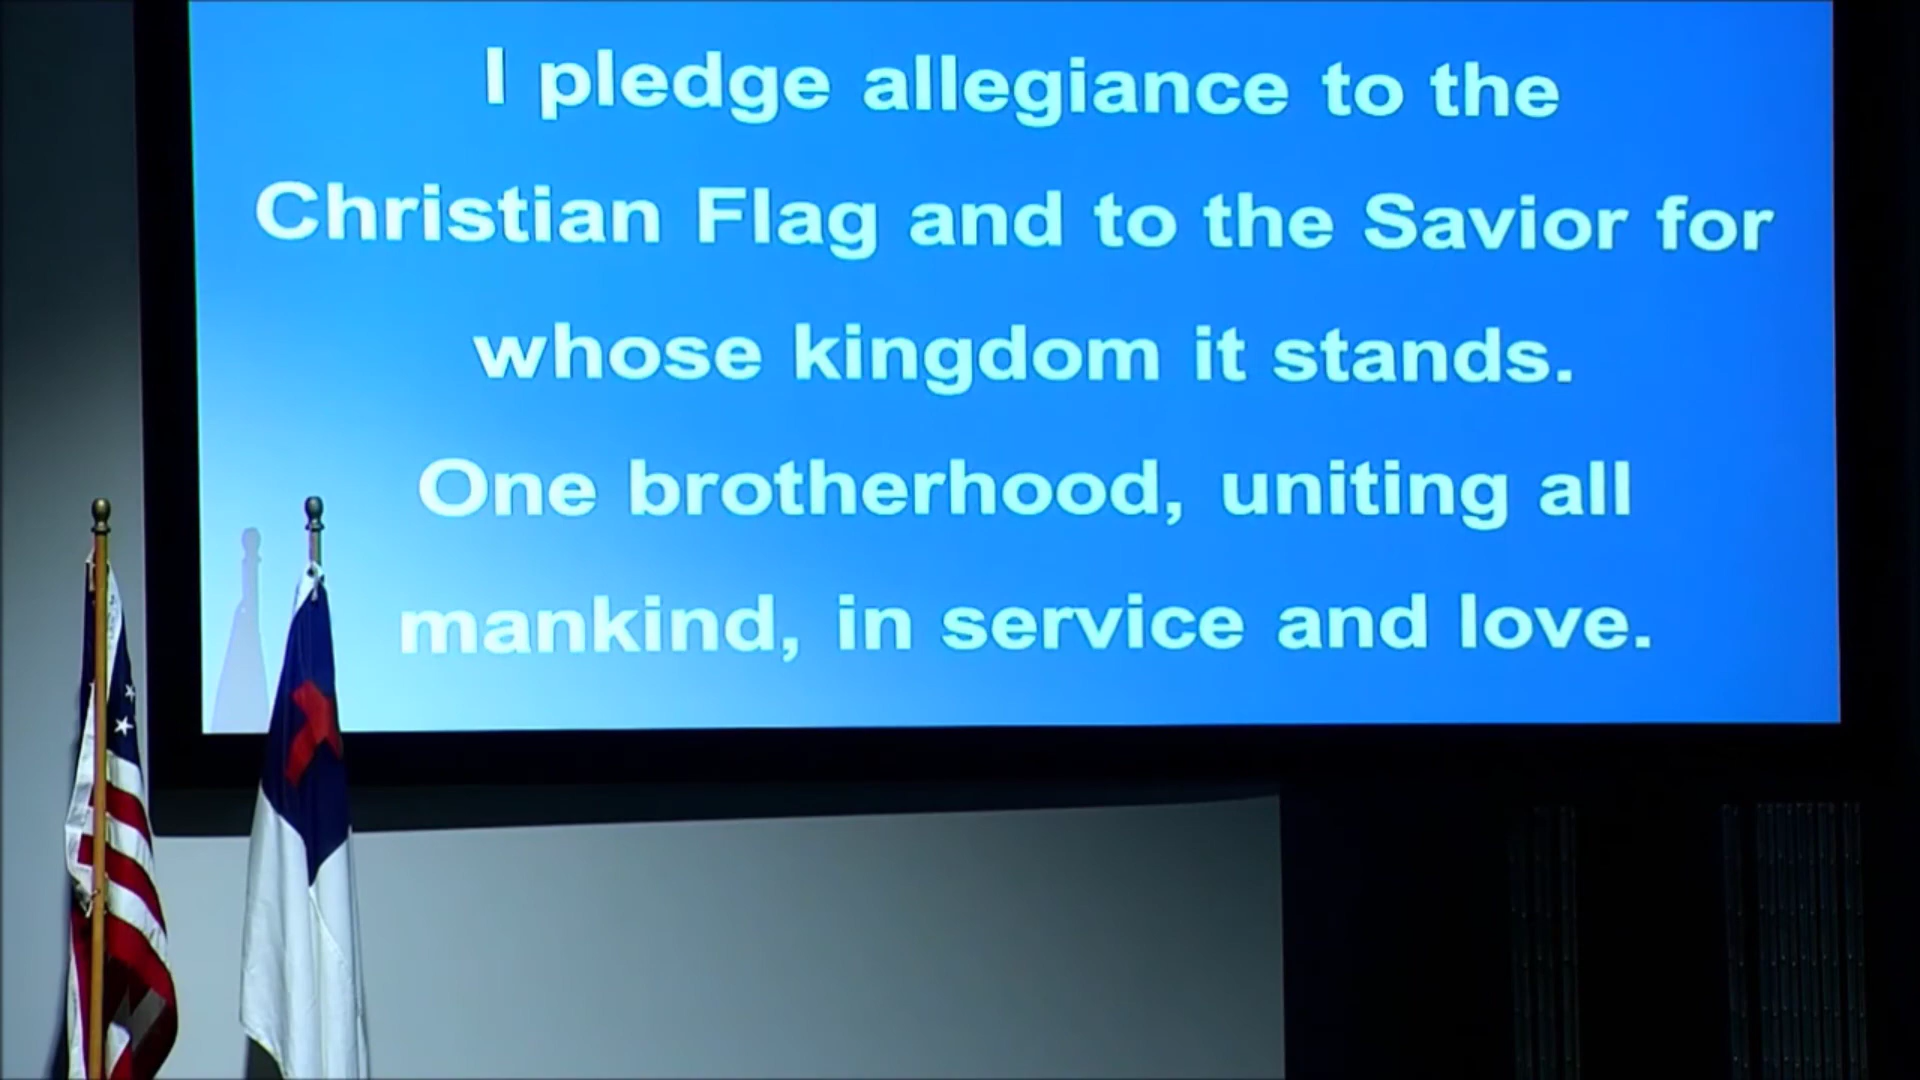 I pledge allegiance to the
Christian Flag and to the Savior for
whose kingdom it stands.
One brotherhood, uniting all
mankind, in service and love.